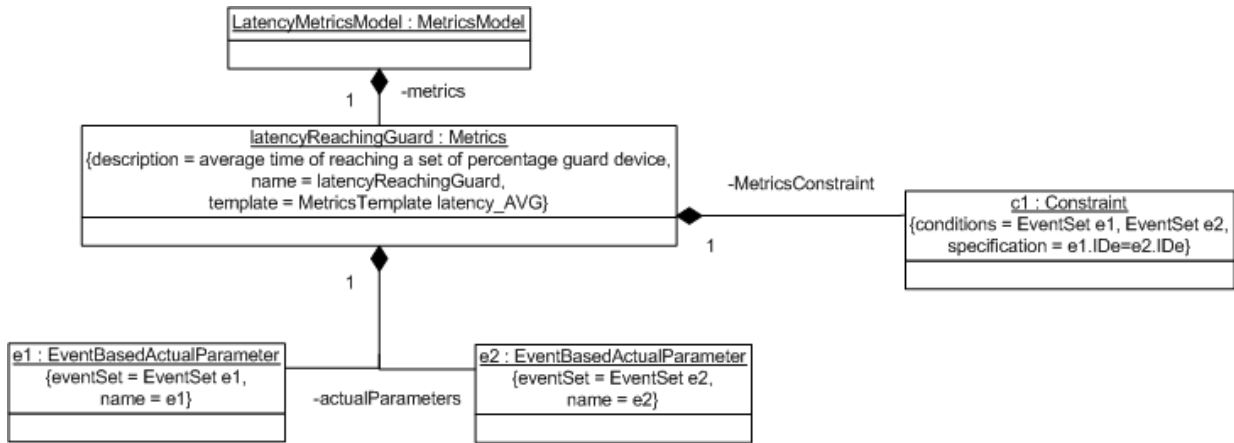 LatencyMetricsModel : MetricsModel
1
-metrics
latencyReachingGuard : Metrics
{description = average time of reaching a set of percentage guard device,
name = latencyReachingGuard,
template = MetricsTemplate latency_AVG}
-MetricsConstraint
1
c1 : Constraint
{conditions = EventSet e1, EventSet e2,
specification = e1.IDe=e2.IDe}
1
e1 : EventBasedActualParameter
{eventSet = EventSet e1,
name = e1}
-actualParameters
e2 : EventBasedActualParameter
{eventSet = EventSet e2,
name = e2}